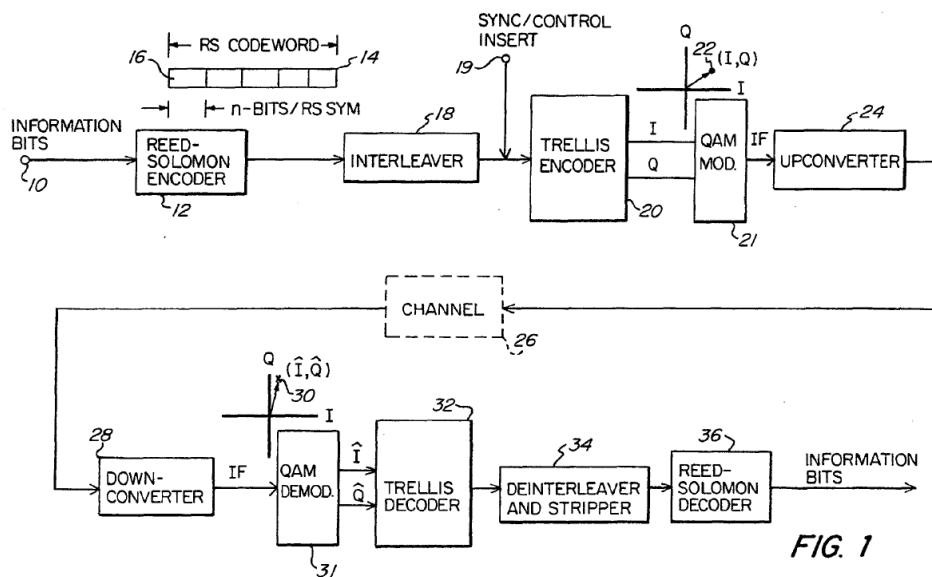 RS CODEWORD
16
14
n-BITS/RS SYM
INFORMATION
BITS
10
REED-
SOLOMON
ENCODER
12
18
INTERLEAVER
SYNC/CONTROL
INSERT
19
TRELLIS
ENCODER
20
I
Q
Q
22
(I,Q)
I
QAM
MOD.
21
IF
24
UPCONVERTER
CHANNEL
26
28
DOWN-
CONVERTER
IF
Q
(Î,Q̂)
30
I
QAM
DEMOD.
31
Î
Q̂
32
TRELLIS
DECODER
34
DEINTERLEAVER
AND STRIPPER
36
REED-
SOLOMON
DECODER
INFORMATION
BITS
FIG. 1